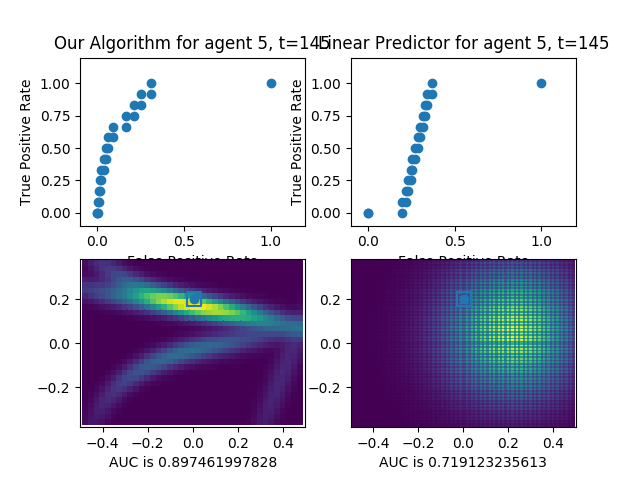 Our Algorithm for agent 5, t=145
Linear Predictor for agent 5, t=145
True Positive Rate
1.00
0.75
0.50
0.25
0.00
0.0 0.5 1.0
False Positive Rate
True Positive Rate
1.00
0.75
0.50
0.25
0.00
0.0 0.5 1.0
False Positive Rate
0.2
0.0
−0.2
−0.4 −0.2 0.0 0.2 0.4
AUC is 0.897461997828
0.2
0.0
−0.2
−0.4 −0.2 0.0 0.2 0.4
AUC is 0.719123235613